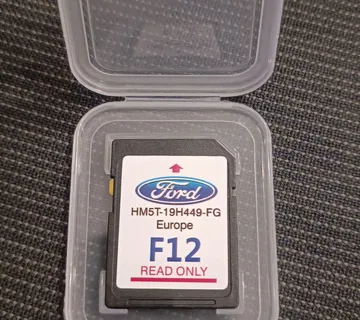 Ford
HM5T-19H449-FG
Europe
F12
READ ONLY